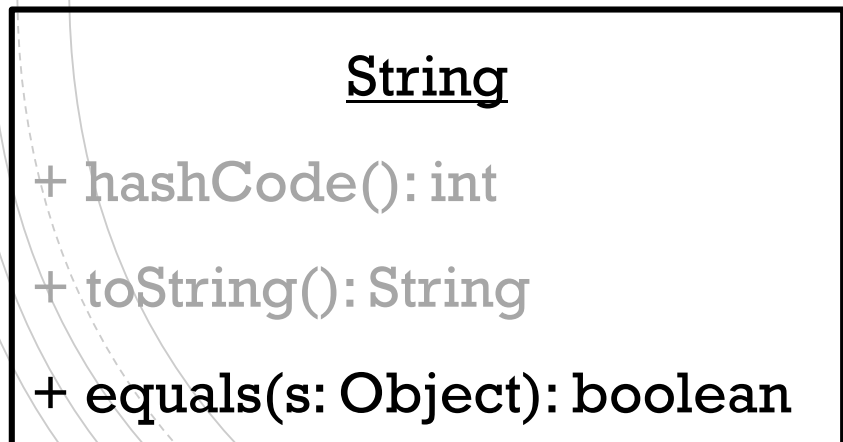 String
+ hashCode(): int
+ toString(): String
+ equals(s: Object): boolean